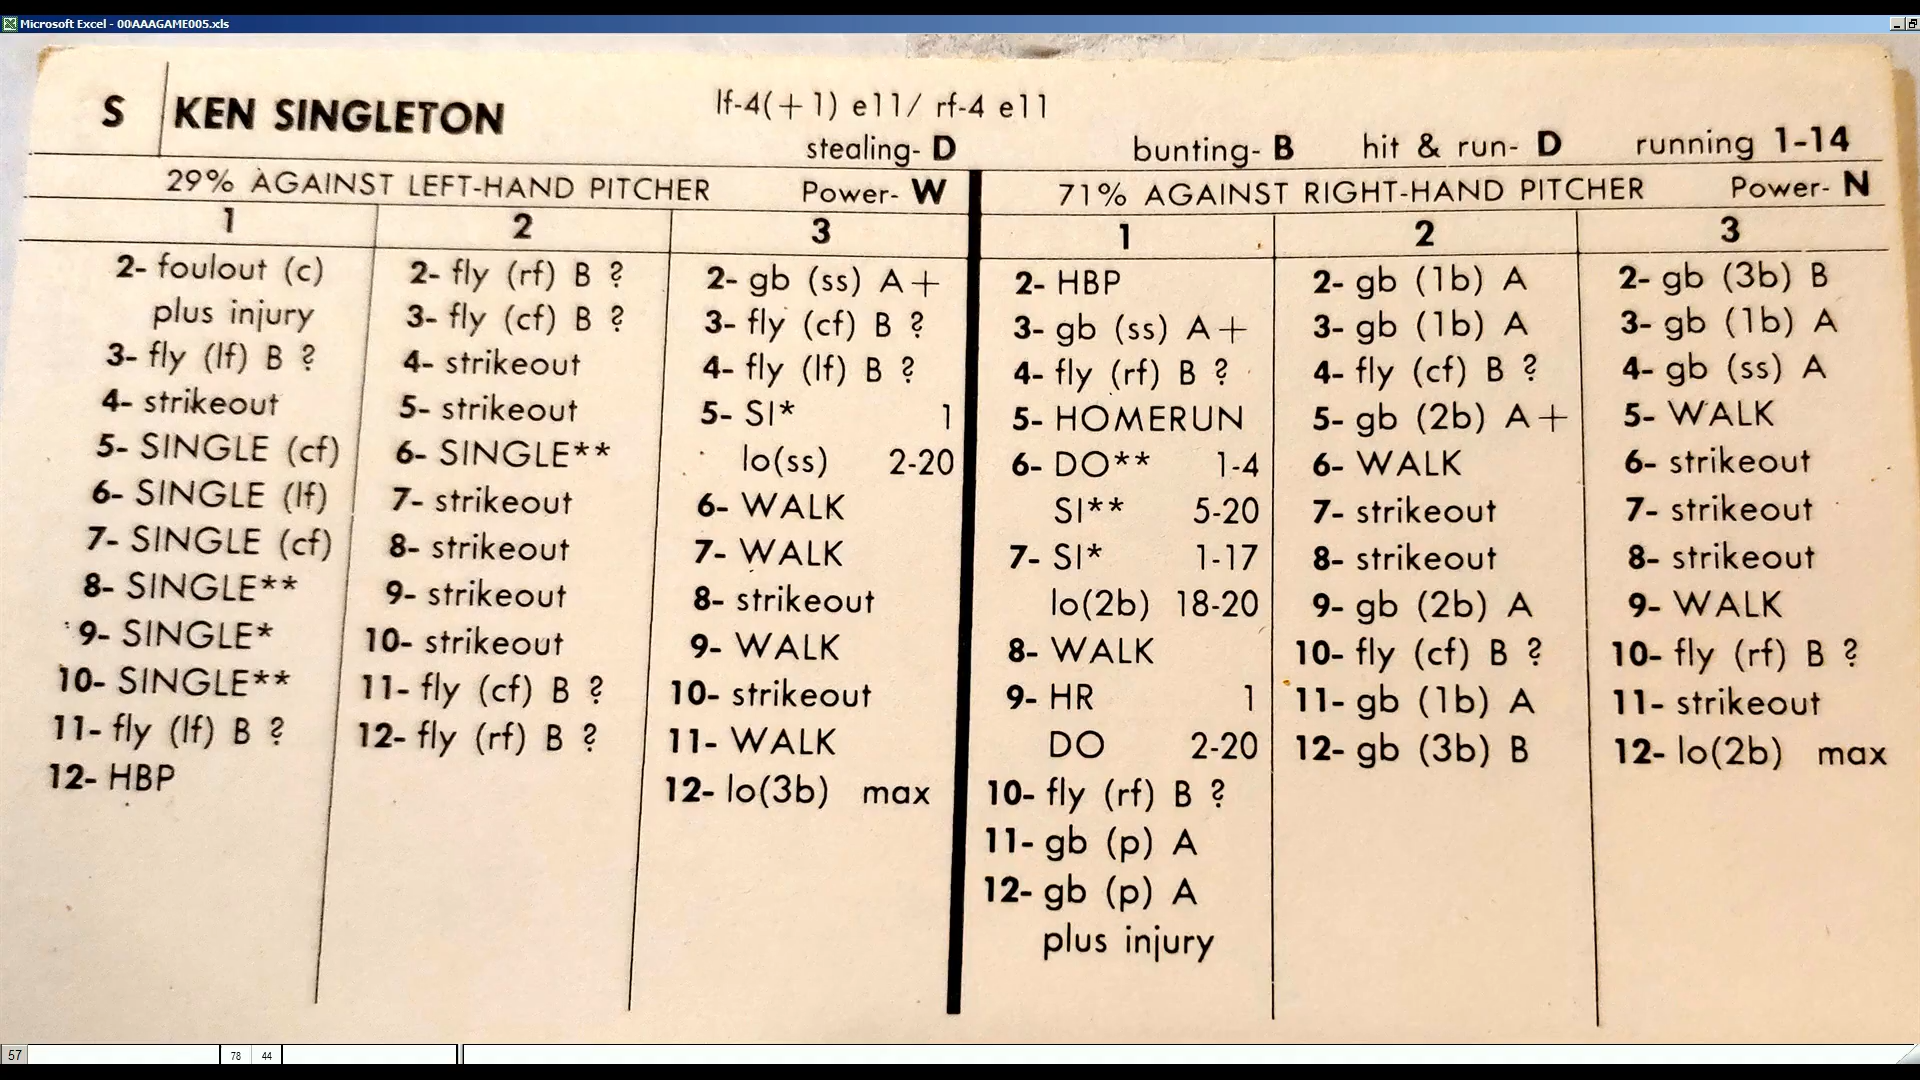 Microsoft Excel - 00AAAGAME005.xls
S KEN SINGLETON
lf-4(+1) e11/ rf-4 e11
stealing- D bunting- B hit & run- D running 1-14
29% AGAINST LEFT-HAND PITCHER Power- W
1 2 3
2- foulout (c)
plus injury
3- fly (lf) B ?
4- strikeout
5- SINGLE (cf)
6- SINGLE (lf)
7- SINGLE (cf)
8- SINGLE**
9- SINGLE*
10- SINGLE**
11- fly (lf) B ?
12- HBP
2- fly (rf) B ?
3- fly (cf) B ?
4- strikeout
5- strikeout
6- SINGLE**
7- strikeout
8- strikeout
9- strikeout
10- strikeout
11- fly (cf) B ?
12- fly (rf) B ?
2- gb (ss) A+
3- fly (cf) B ?
4- fly (lf) B ?
5- SI* 1
lo(ss) 2-20
6- WALK
7- WALK
8- strikeout
9- WALK
10- strikeout
11- WALK
12- lo(3b) max
71% AGAINST RIGHT-HAND PITCHER Power- N
1 2 3
2- HBP
3- gb (ss) A+
4- fly (rf) B ?
5- HOMERUN
6- DO** 1-4
SI** 5-20
7- SI* 1-17
lo(2b) 18-20
8- WALK
9- HR 1
DO 2-20
10- fly (rf) B ?
11- gb (p) A
12- gb (p) A
plus injury
2- gb (1b) A
3- gb (1b) A
4- fly (cf) B ?
5- gb (2b) A+
6- WALK
7- strikeout
8- strikeout
9- gb (2b) A
10- fly (cf) B ?
11- gb (1b) A
12- gb (3b) B
2- gb (3b) B
3- gb (1b) A
4- gb (ss) A
5- WALK
6- strikeout
7- strikeout
8- strikeout
9- WALK
10- fly (rf) B ?
11- strikeout
12- lo(2b) max
57 78 44